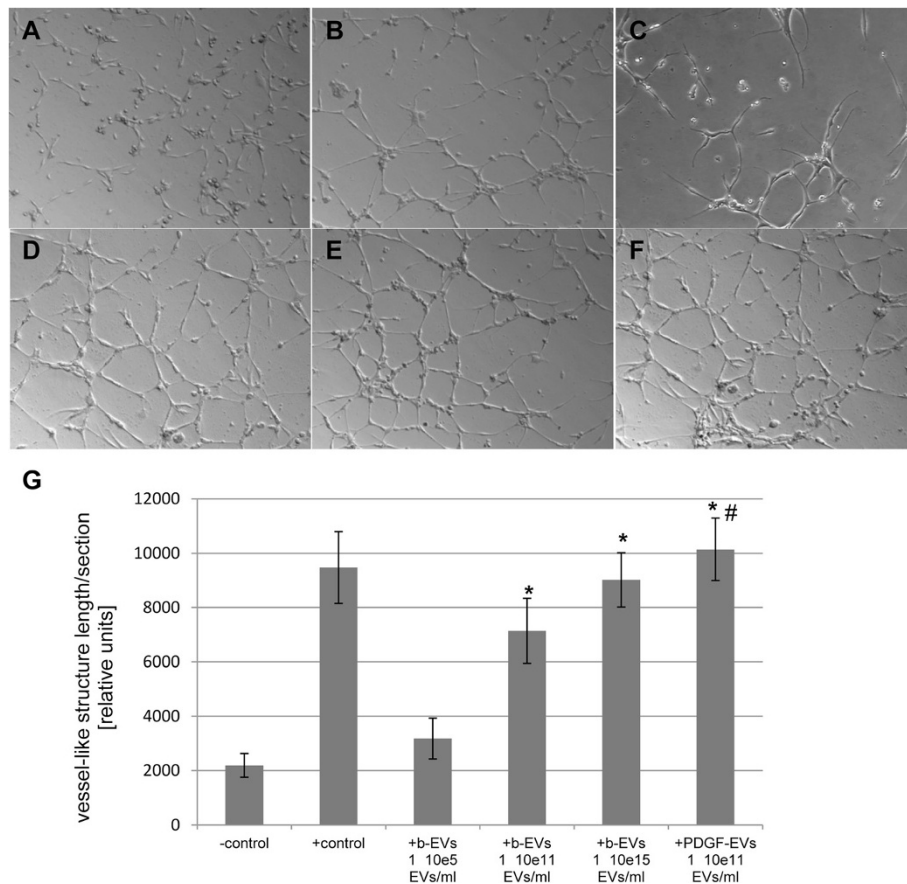 A B C
D E F
G
vessel-like structure length/section
[relative units]
12000
10000
8000
6000
4000
2000
0
* * * #
-control +control +b-EVs +b-EVs +b-EVs +PDGF-EVs
1 10e5 1 10e11 1 10e15 1 10e11
EVs/ml EVs/ml EVs/ml EVs/ml